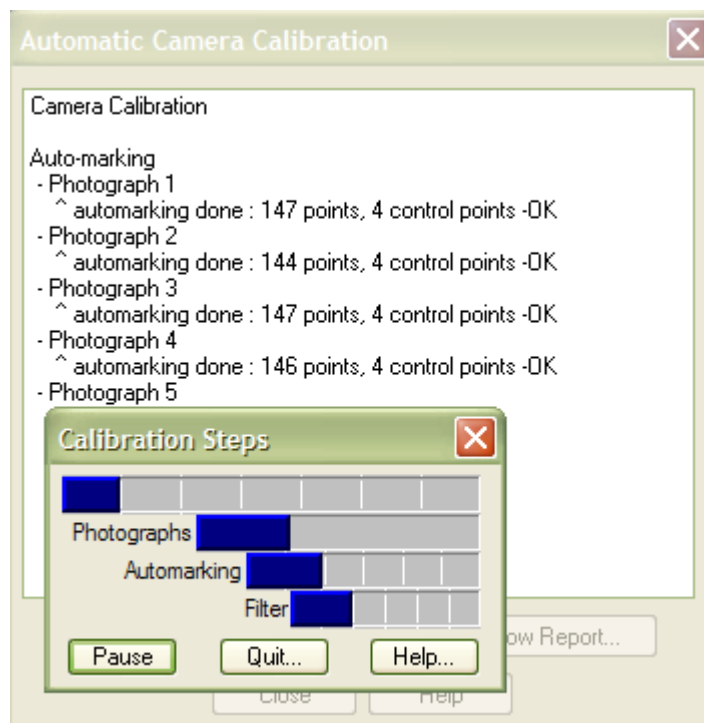 Automatic Camera Calibration
Camera Calibration
Auto-marking
- Photograph 1
^ automarking done : 147 points, 4 control points -OK
- Photograph 2
^ automarking done : 144 points, 4 control points -OK
- Photograph 3
^ automarking done : 147 points, 4 control points -OK
- Photograph 4
^ automarking done : 146 points, 4 control points -OK
- Photograph 5
Calibration Steps
Photographs
Automarking
Filter
Pause Quit... Help...
Report...
Close Help